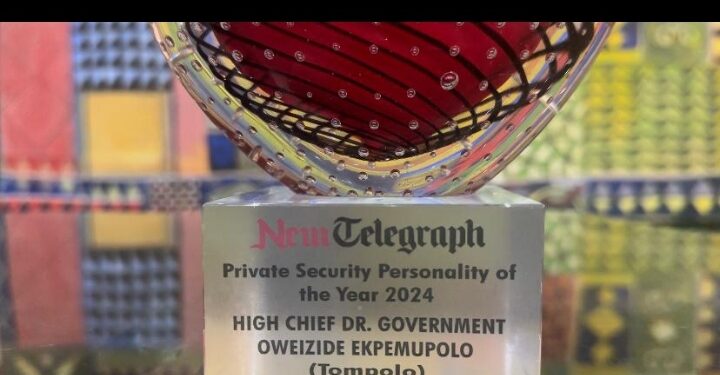 New Telegraph
Private Security Personality of
the Year 2024
HIGH CHIEF DR. GOVERNMENT
OWEIZIDE EKPEMUPOLO
(Tompolo)